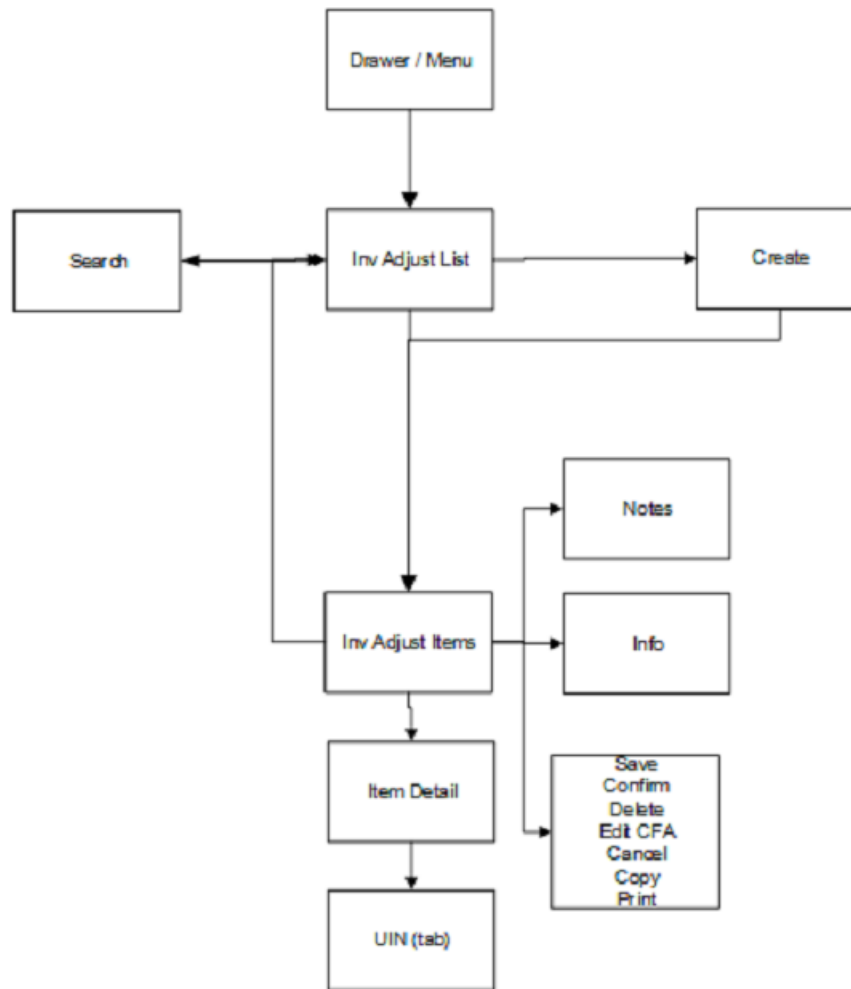 Drawer / Menu
Search
Inv Adjust List
Create
Notes
Inv Adjust Items
Info
Save
Confirm
Delete
Edit CFA
Cancel
Copy
Print
Item Detail
UIN (tab)